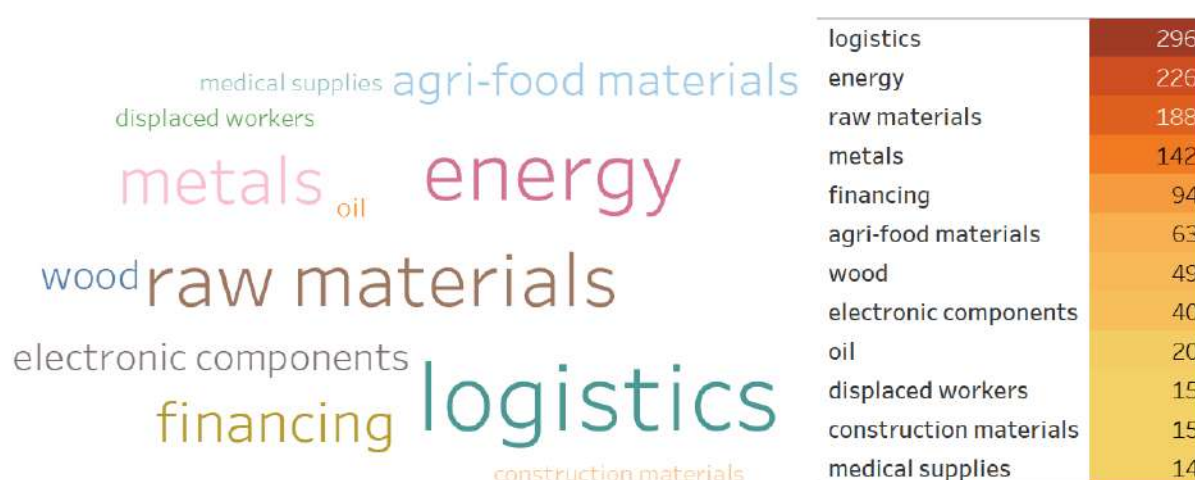 medical supplies agri-food materials
displaced workers
metals energy
oil
wood raw materials
electronic components
financing logistics
construction materials
logistics 296
energy 226
raw materials 188
metals 142
financing 94
agri-food materials 63
wood 49
electronic components 40
oil 20
displaced workers 15
construction materials 15
medical supplies 14